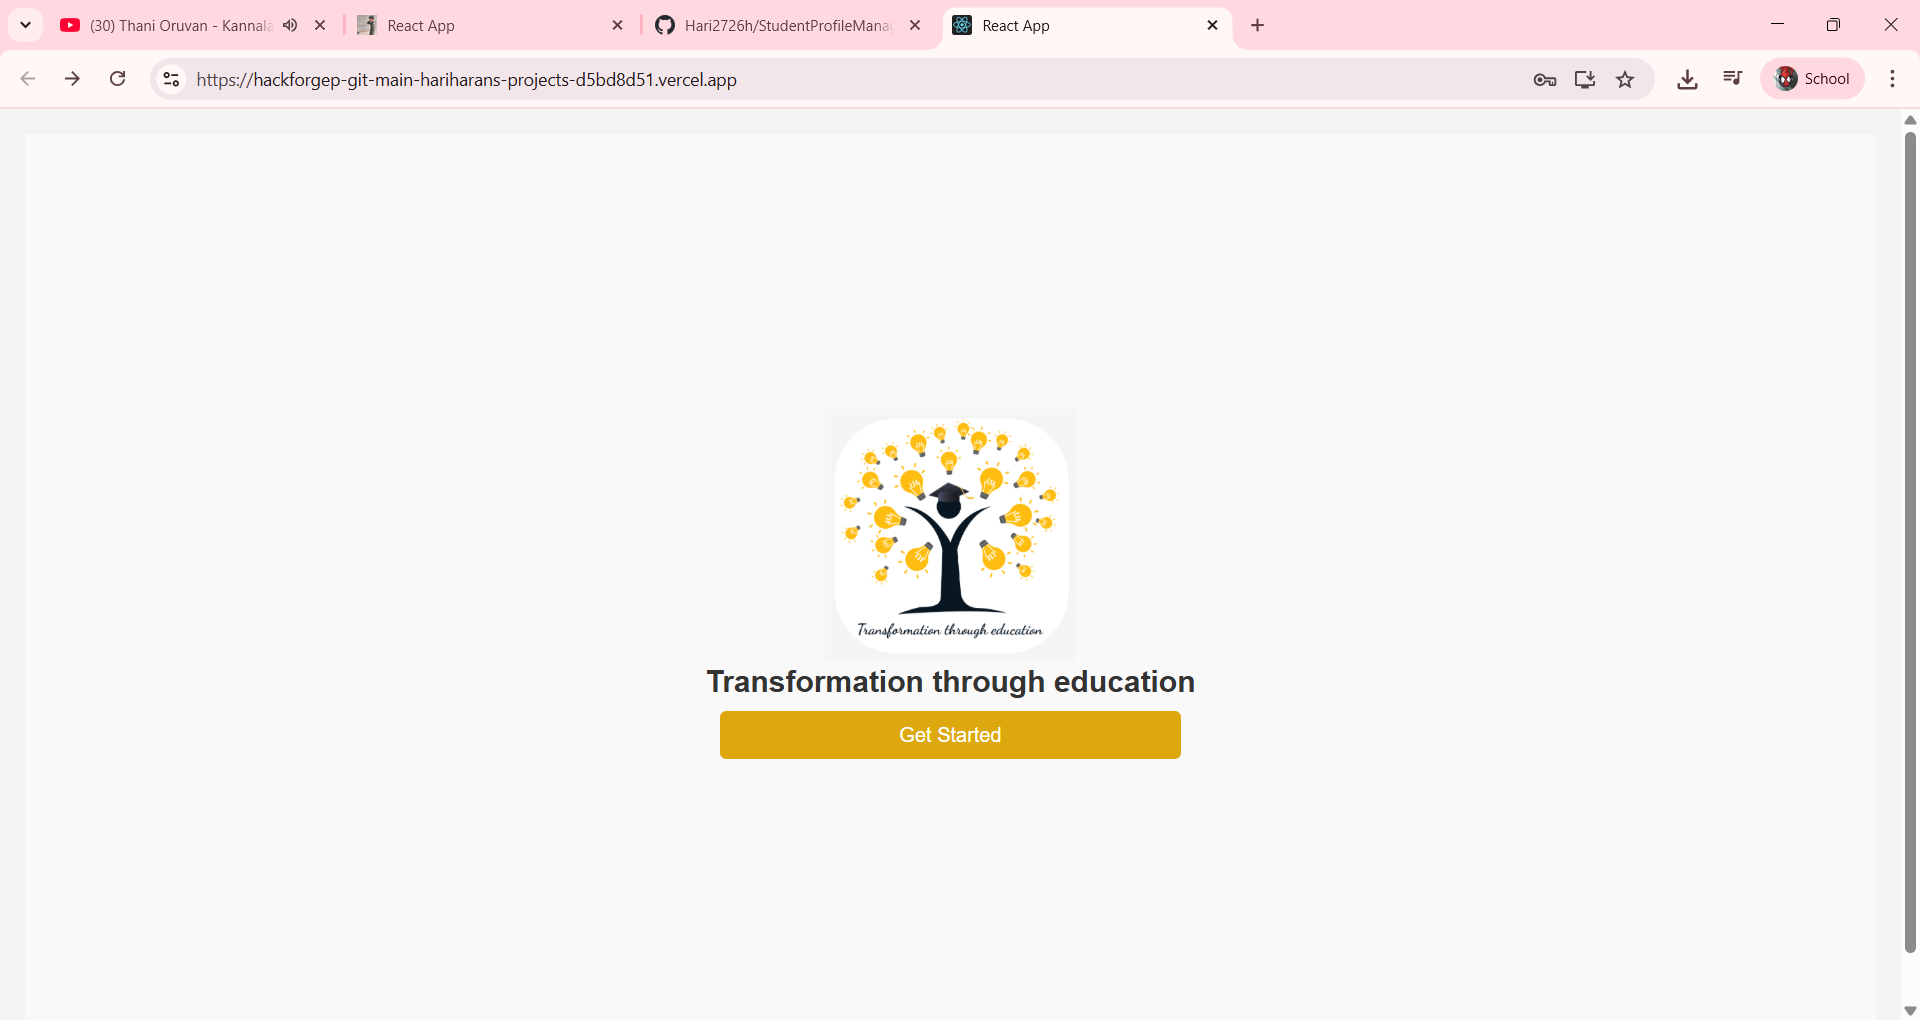 (30) Thani Oruvan - Kannala
React App
Hari2726h/StudentProfileMana
React App
https://hackforgep-git-main-hariharans-projects-d5bd8d51.vercel.app
School
Transformation through education
Transformation through education
Get Started